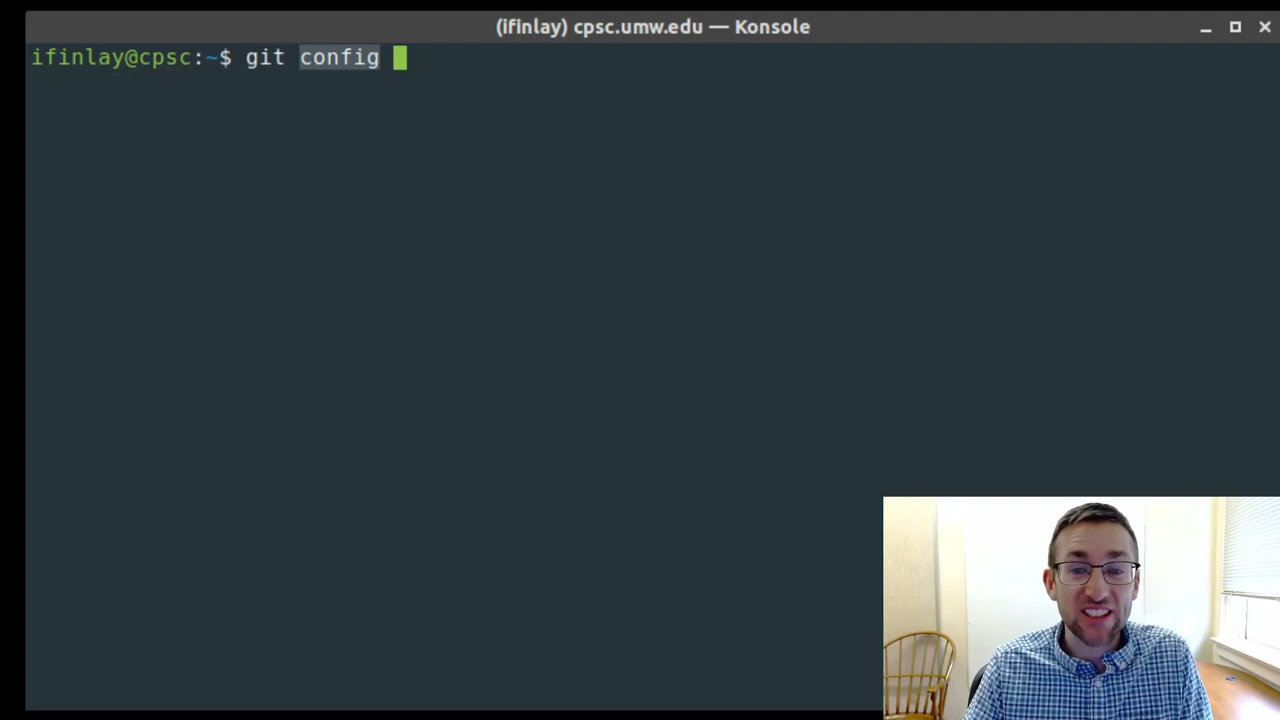 (ifinlay) cpsc.umw.edu — Konsole
ifinlay@cpsc:~$ git config